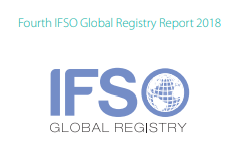 Fourth IFSO Global Registry Report 2018
IFSO
GLOBAL REGISTRY